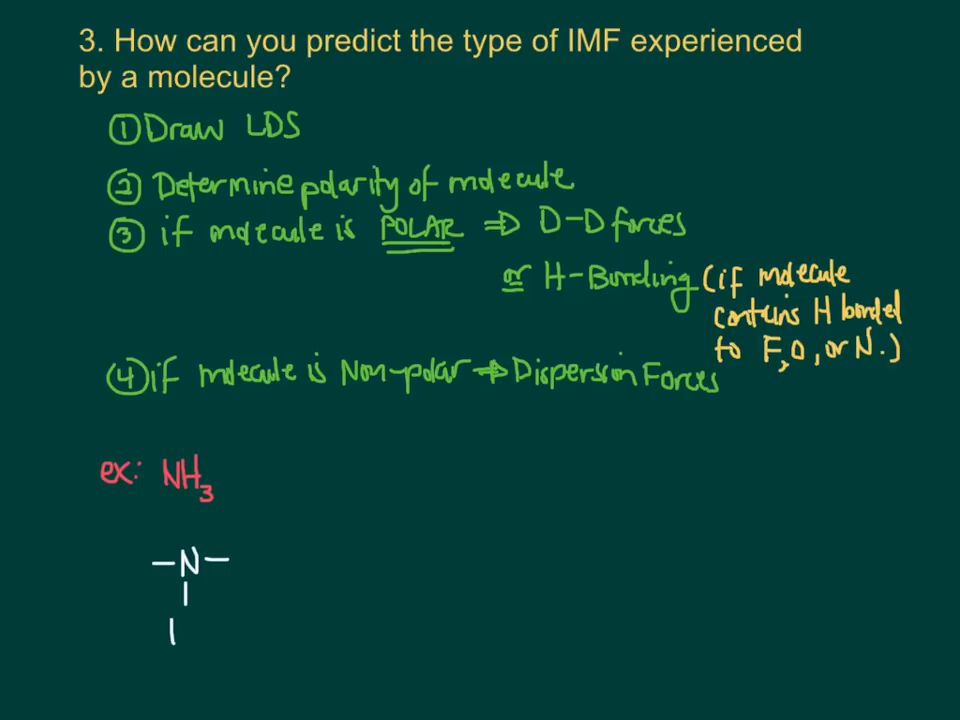 3. How can you predict the type of IMF experienced
by a molecule?
① Draw LDS
② Determine polarity of molecule
③ if molecule is POLAR ⇒ D-D forces
or H-Bonding (if molecule
contains H bonded
to F, O, or N.)
④ if molecule is Non-polar ⇒ Dispersion Forces
ex: NH₃
– N –
|
|